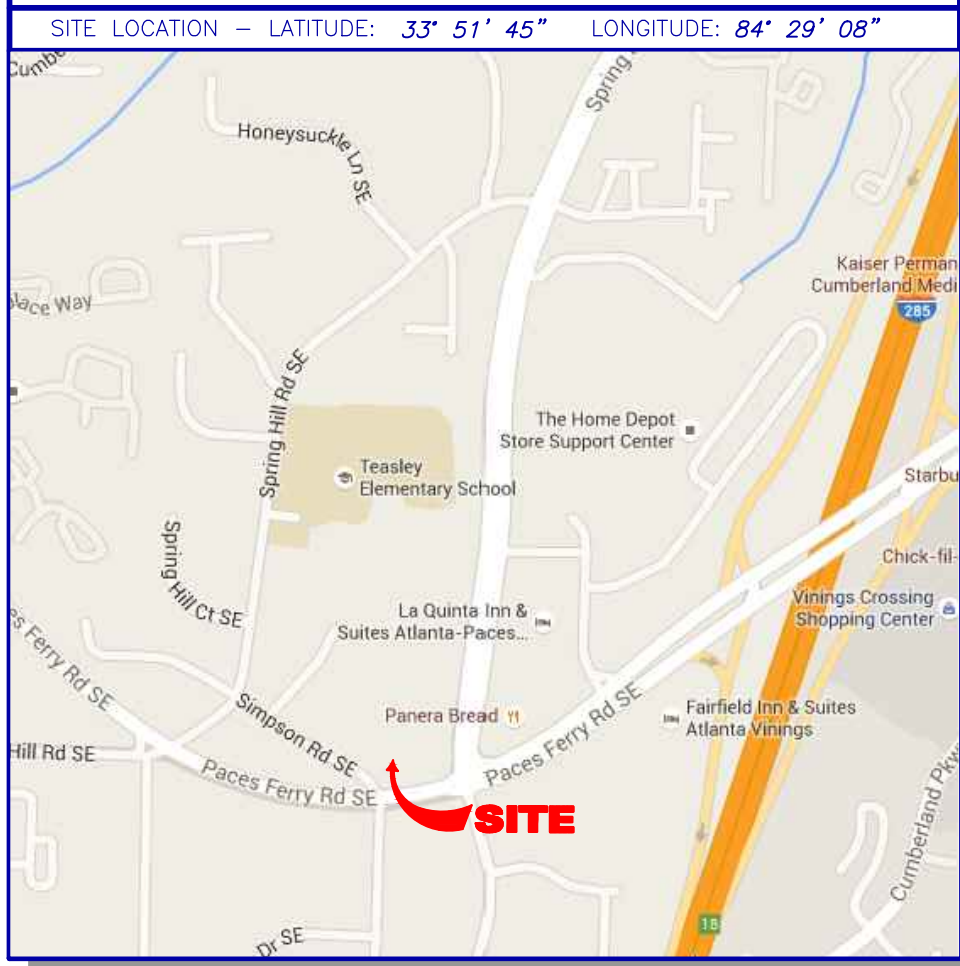 SITE LOCATION – LATITUDE: 33° 51' 45" LONGITUDE: 84° 29' 08"
Spring
Honeysuckle Ln SE
Kaiser Perman
Cumberland Medi
285
lace Way
Spring Hill Rd SE
The Home Depot
Store Support Center
Teasley
Elementary School
Starbu
Spring Hill Ct SE
Chick-fil-
Vinings Crossing
Shopping Center
La Quinta Inn &
Suites Atlanta-Paces...
es Ferry Rd SE
Simpson Rd SE
Panera Bread
Paces Ferry Rd SE
Fairfield Inn & Suites
Atlanta Vinings
Hill Rd SE
Paces Ferry Rd SE
SITE
Cumberland Pkw
18
Dr SE